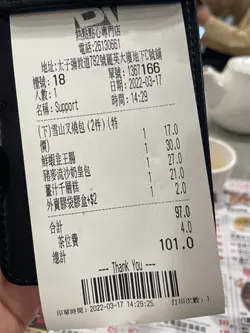 點點心專門店
電話:26130661
地址:太子彌敦道782號龍英大廈地下C號舖
檯號: 18 單號: 1367166
人數: 1 日期: 2022-03-17
名稱: Support 時間: 14:29
(下)雪山叉燒包(2件)(特 1 17.0
價)
鮮蝦韭王腸 1 30.0
豬帝流沙奶皇包 1 21.0
薑汁千層糕 1 27.0
外賣膠袋膠盒+$2 1 2.0
合計 97.0
茶位費 4.0
總計 101.0
--- Thank You ---
印單時間: 2022-03-17 14:29:25 打印次數: 1